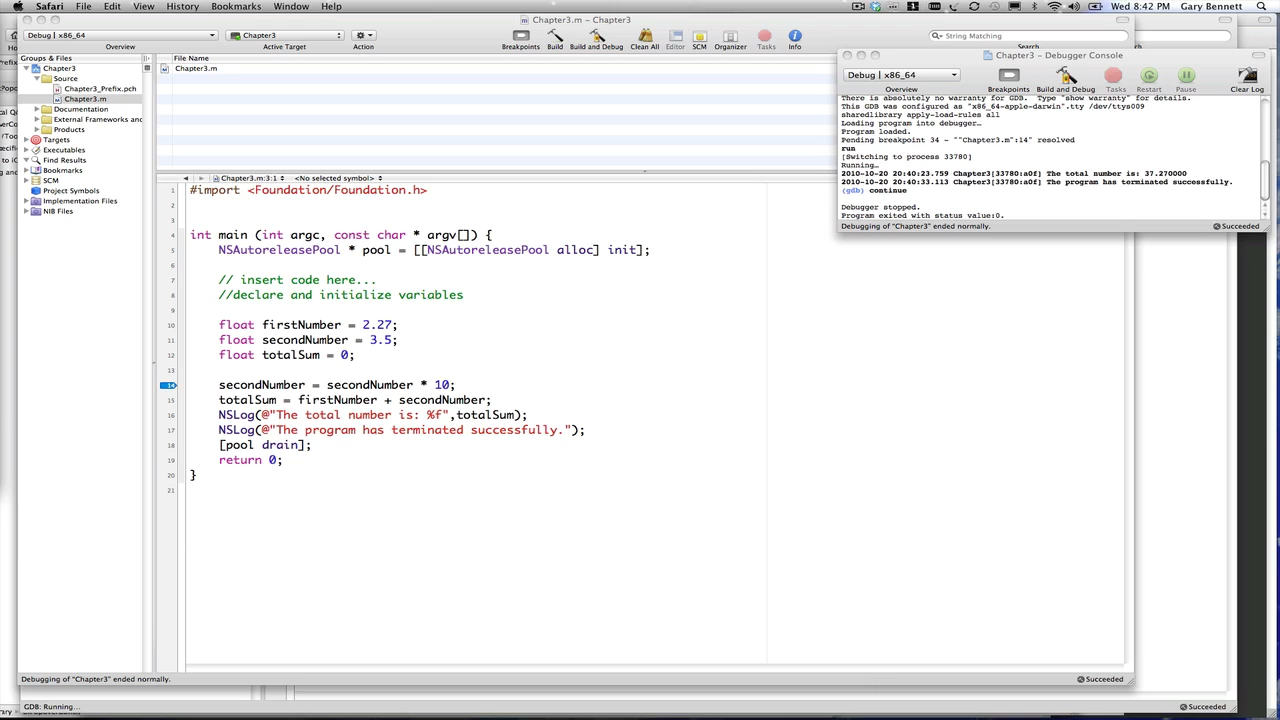 Safari File Edit View History Bookmarks Window Help
Wed 8:42 PM Gary Bennett
Chapter3.m – Chapter3
Debug | x86_64
Chapter3
Overview Active Target Action Breakpoints Build Build and Debug Clean All Editor SCM Organizer Tasks Info
String Matching
Search
Groups & Files
Chapter3
Source
Chapter3_Prefix.pch
Chapter3.m
Documentation
External Frameworks and
Products
Targets
Executables
Find Results
Bookmarks
SCM
Project Symbols
Implementation Files
NIB Files
File Name
Chapter3.m
Chapter3.m:3:1 <No selected symbol>
1 #import <Foundation/Foundation.h>
2
3
4 int main (int argc, const char * argv[]) {
5 NSAutoreleasePool * pool = [[NSAutoreleasePool alloc] init];
6
7 // insert code here...
8 //declare and initialize variables
9
10 float firstNumber = 2.27;
11 float secondNumber = 3.5;
12 float totalSum = 0;
13
14 secondNumber = secondNumber * 10;
15 totalSum = firstNumber + secondNumber;
16 NSLog(@"The total number is: %f",totalSum);
17 NSLog(@"The program has terminated successfully.");
18 [pool drain];
19 return 0;
20 }
21
Debugging of "Chapter3" ended normally.
Succeeded
GDB: Running...
Succeeded
Chapter3 – Debugger Console
Debug | x86_64
Overview Breakpoints Build and Debug Tasks Restart Pause Clear Log
There is absolutely no warranty for GDB. Type "show warranty" for details.
This GDB was configured as "x86_64-apple-darwin".tty /dev/ttys009
sharedlibrary apply-load-rules all
Loading program into debugger…
Program loaded.
Pending breakpoint 34 - ""Chapter3.m":14" resolved
run
[Switching to process 33780]
Running…
2010-10-20 20:40:23.759 Chapter3[33780:a0f] The total number is: 37.270000
2010-10-20 20:40:33.113 Chapter3[33780:a0f] The program has terminated successfully.
(gdb) continue
Debugger stopped.
Program exited with status value:0.
Debugging of "Chapter3" ended normally.
Succeeded